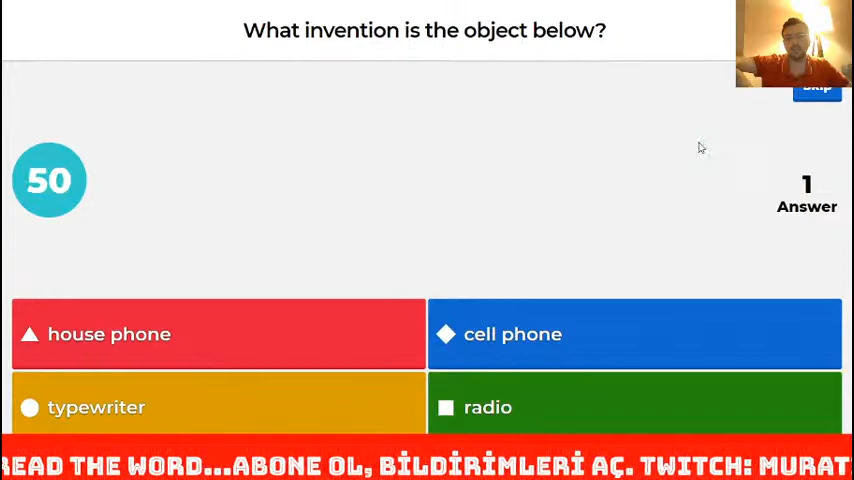 What invention is the object below?
Skip
50
1
Answer
house phone
cell phone
typewriter
radio
READ THE WORD...ABONE OL, BİLDİRİMLERİ AÇ. TWITCH: MURAT